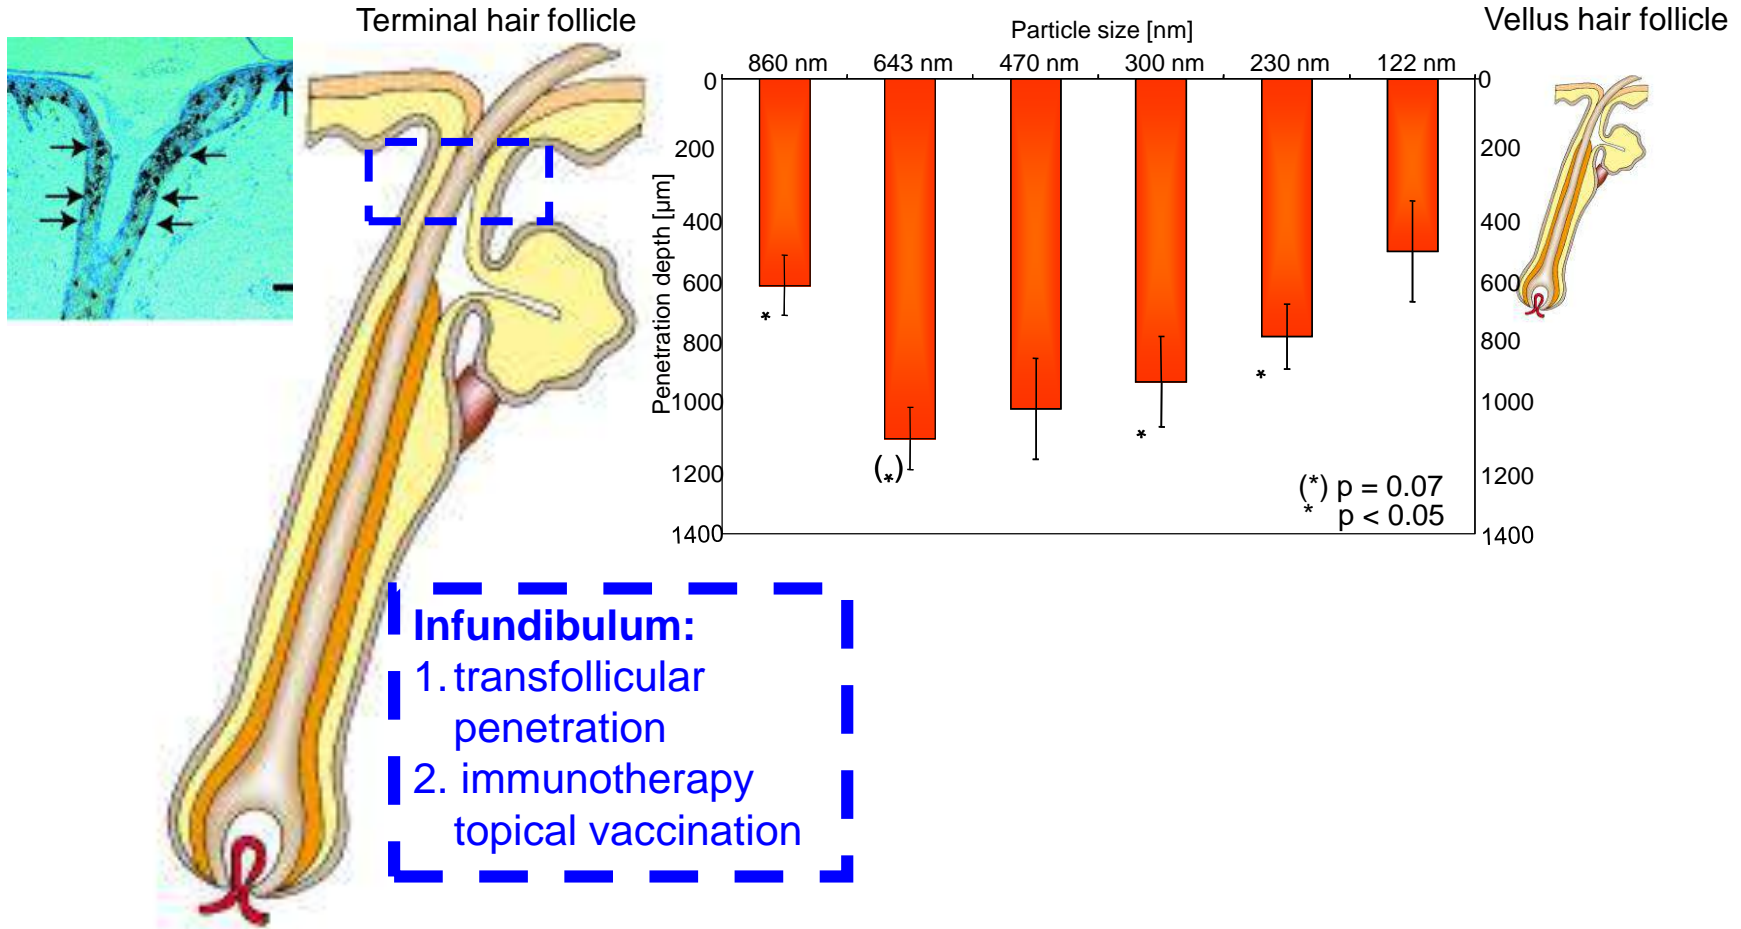 Terminal hair follicle
Particle size [nm]
Vellus hair follicle
860 nm 643 nm 470 nm 300 nm 230 nm 122 nm
Penetration depth [µm]
0
200
400
600
800
1000
1200
1400
*
(*)
*
*
(*) p = 0.07
* p < 0.05
0
200
400
600
800
1000
1200
1400
Infundibulum:
1. transfollicular
penetration
2. immunotherapy
topical vaccination